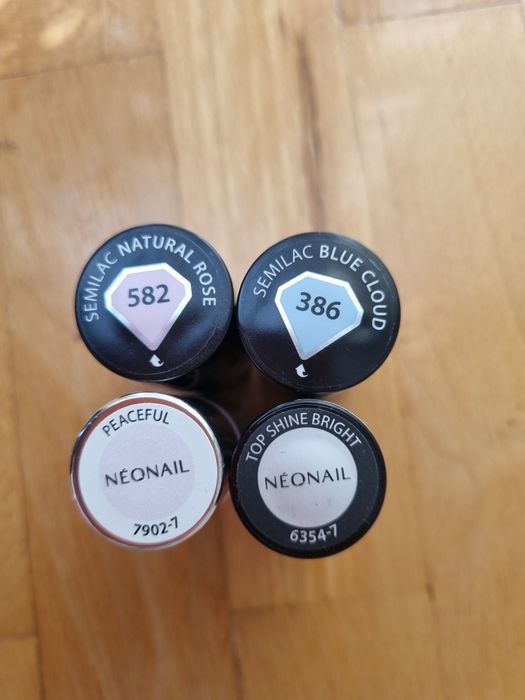 SEMILAC NATURAL ROSE
582
SEMILAC BLUE CLOUD
386
PEACEFUL
NÉONAIL
7902-7
TOP SHINE BRIGHT
NÉONAIL
6354-7